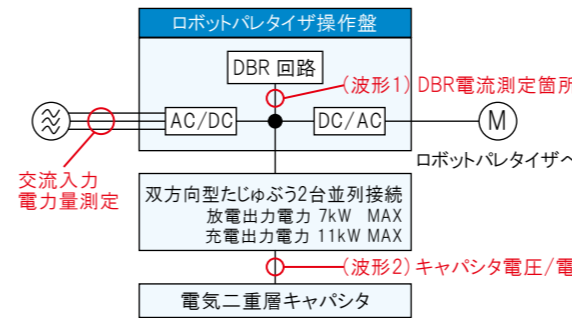 ロボットパレタイザ操作盤
DBR 回路
(波形1) DBR電流測定箇所
AC/DC
DC/AC
M
ロボットパレタイザへ
交流入力
電力量測定
双方向型たじゅぶう2台並列接続
放電出力電力 7kW MAX
充電出力電力 11kW MAX
(波形2) キャパシタ電圧/電
電気二重層キャパシタ